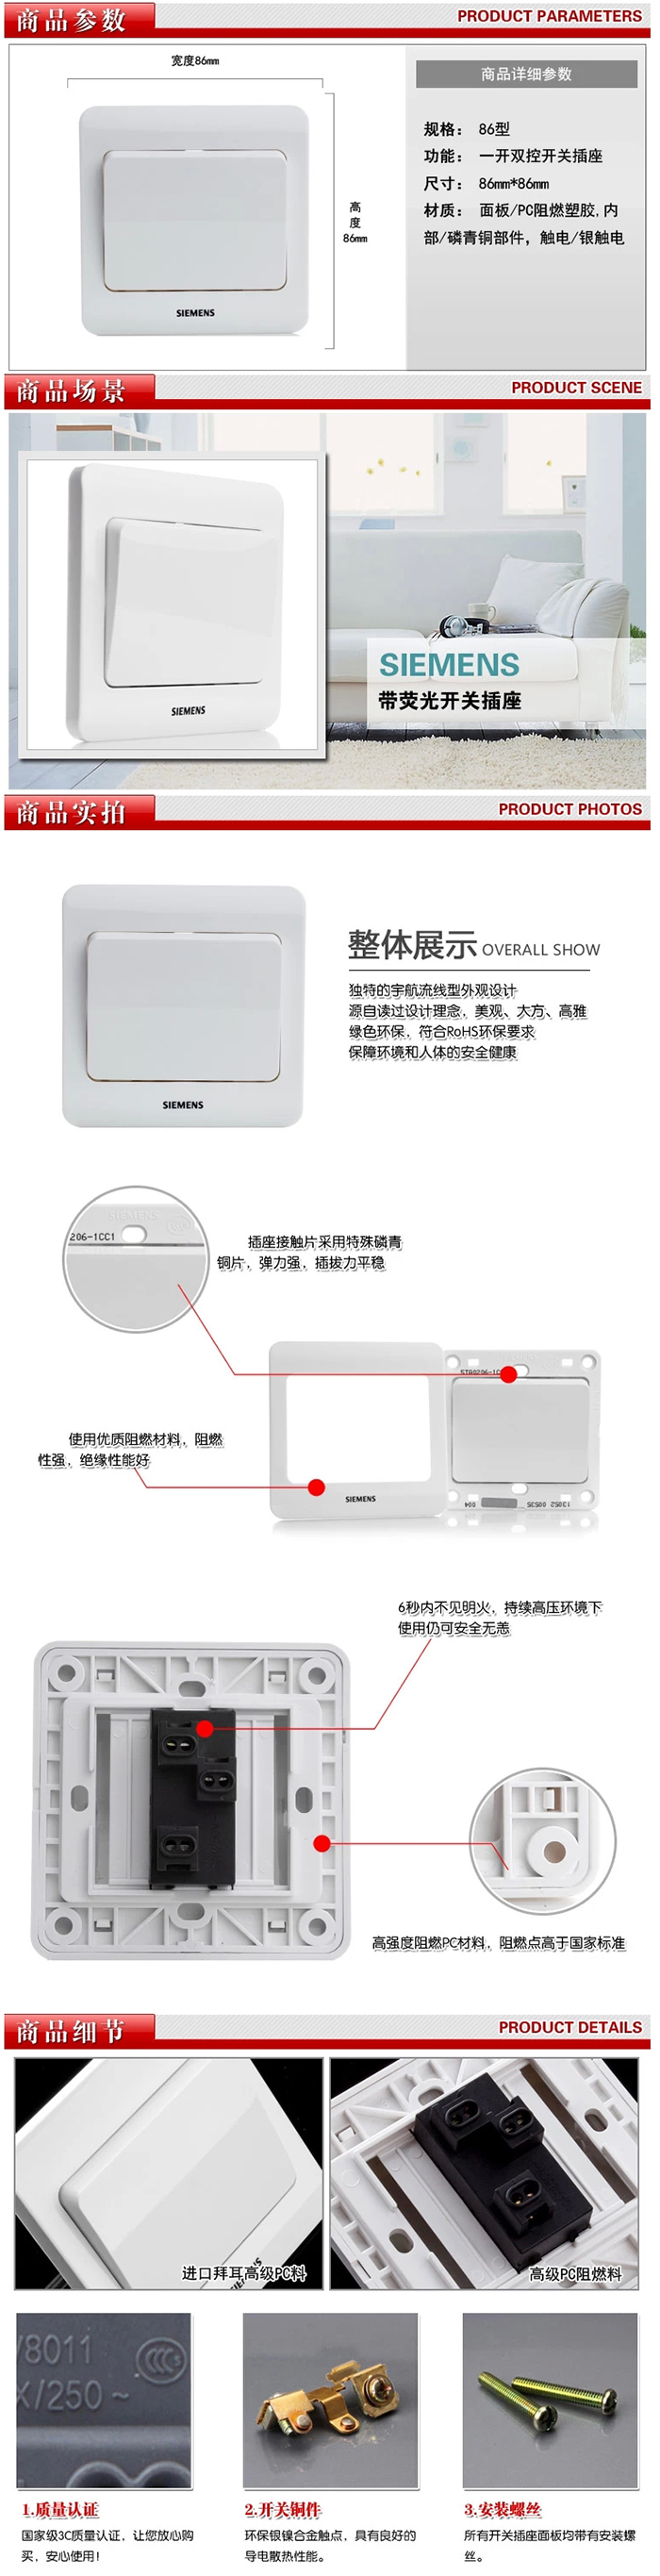 商品参数
PRODUCT PARAMETERS
宽度86mm
高
度
86mm
SIEMENS
商品详细参数
规格： 86型
功能： 一开双控开关插座
尺寸： 86mm*86mm
材质： 面板/PC阻燃塑胶,内
部/磷青铜部件，触电/银触电
商品场景
PRODUCT SCENE
SIEMENS
SIEMENS
带荧光开关插座
商品实拍
PRODUCT PHOTOS
SIEMENS
整体展示 OVERALL SHOW
独特的宇航流线型外观设计
源自读过设计理念，美观、大方、高雅
绿色环保，符合RoHS环保要求
保障环境和人体的安全健康
SIEMENS
206-1CC1
插座接触片采用特殊磷青
铜片，弹力强，插拔力平稳
5TA0206-1C
使用优质阻燃材料，阻燃
性强，绝缘性能好
SIEMENS
6秒内不见明火，持续高压环境下
使用仍可安全无恙
高强度阻燃PC材料，阻燃点高于国家标准
商品细节
PRODUCT DETAILS
进口拜耳高级PC料
SIEMENS
高级PC阻燃料
/8011
CCC S
X/250 ~
1.质量认证
国家级3C质量认证，让您放心购
买，安心使用！
2.开关铜件
环保银镍合金触点，具有良好的
导电散热性能。
3.安装螺丝
所有开关插座面板均带有安装螺
丝。